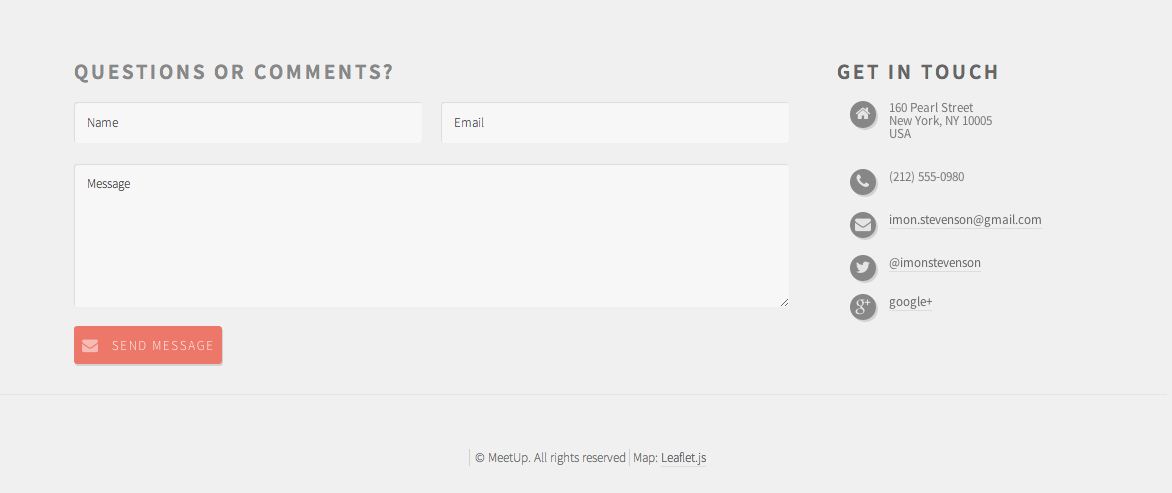 QUESTIONS OR COMMENTS?
Name
Email
Message
SEND MESSAGE
GET IN TOUCH
160 Pearl Street
New York, NY 10005
USA
(212) 555-0980
imon.stevenson@gmail.com
@imonstevenson
google+
© MeetUp. All rights reserved Map: Leaflet.js